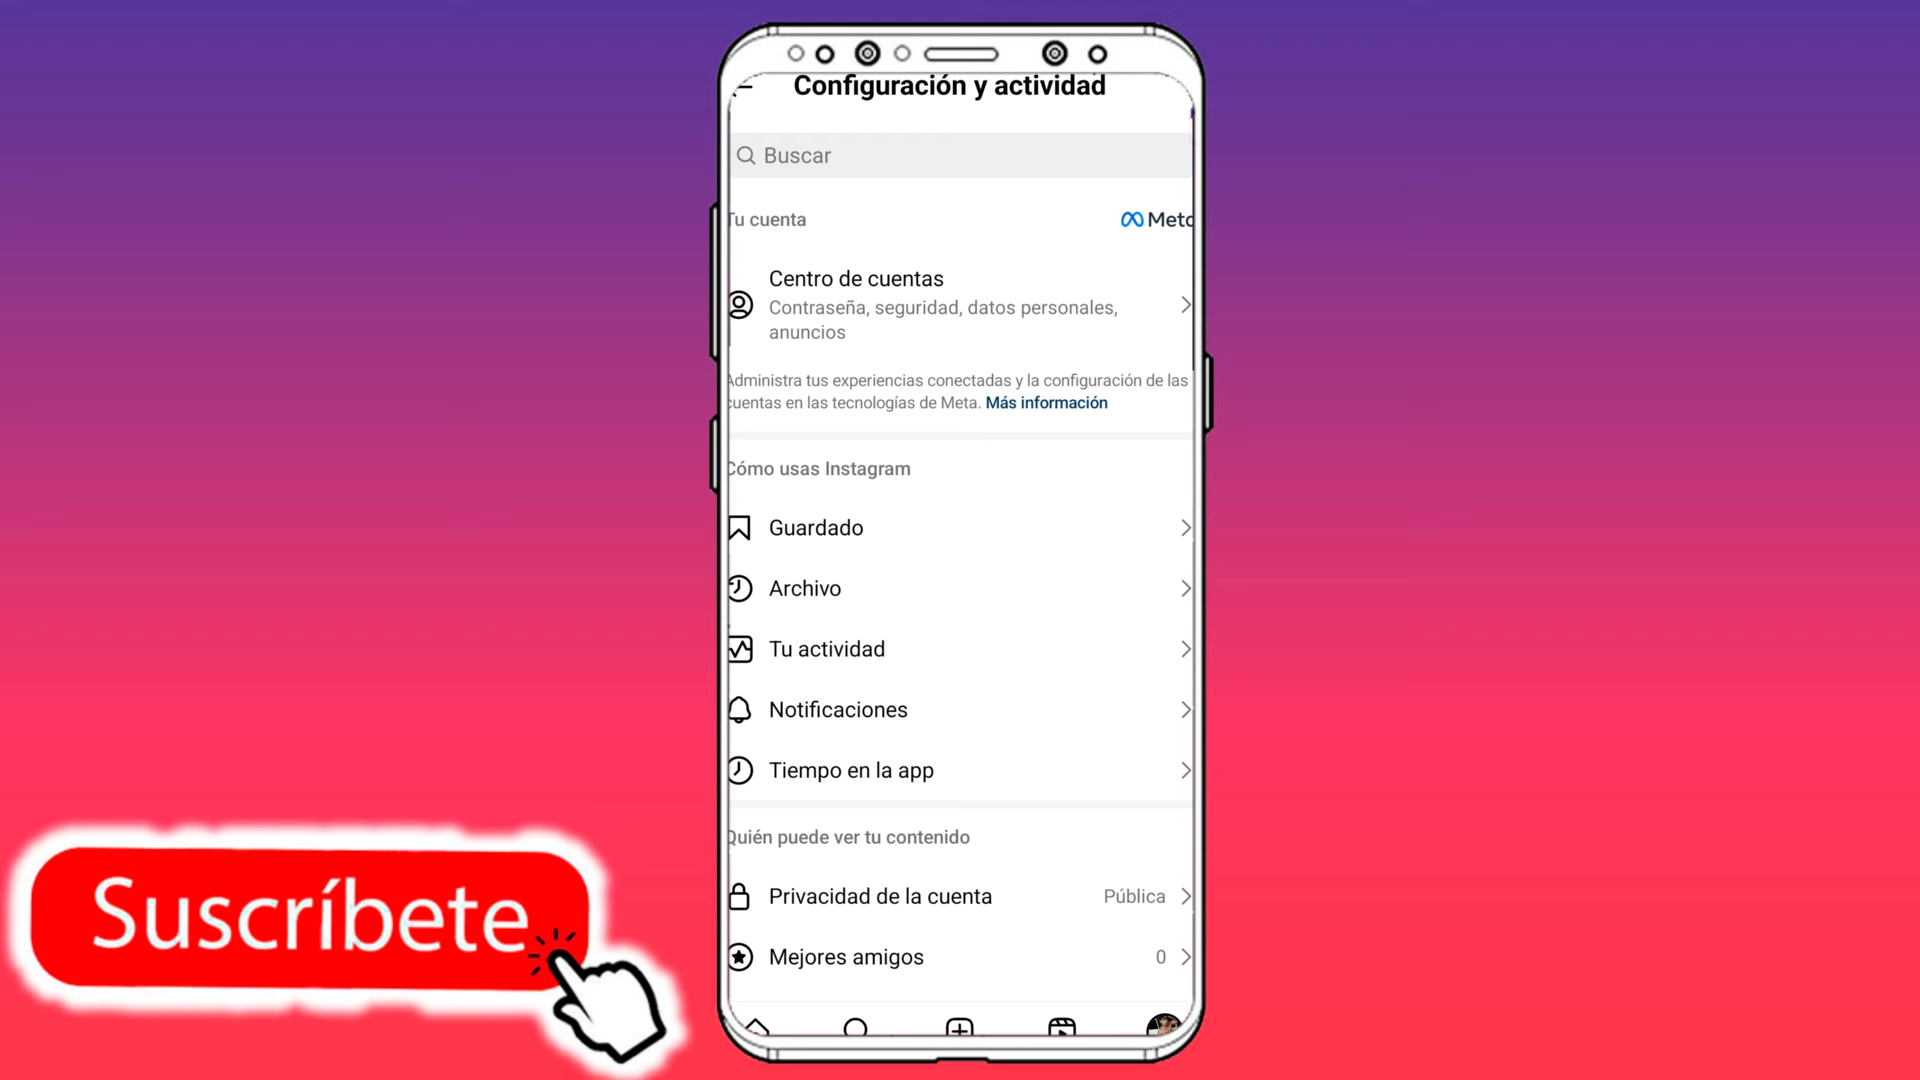 Configuración y actividad
Buscar
Tu cuenta
Meta
Centro de cuentas
Contraseña, seguridad, datos personales,
anuncios
Administra tus experiencias conectadas y la configuración de las
cuentas en las tecnologías de Meta. Más información
Cómo usas Instagram
Guardado
Archivo
Tu actividad
Notificaciones
Tiempo en la app
Quién puede ver tu contenido
Privacidad de la cuenta
Pública
Mejores amigos
0
Suscríbete